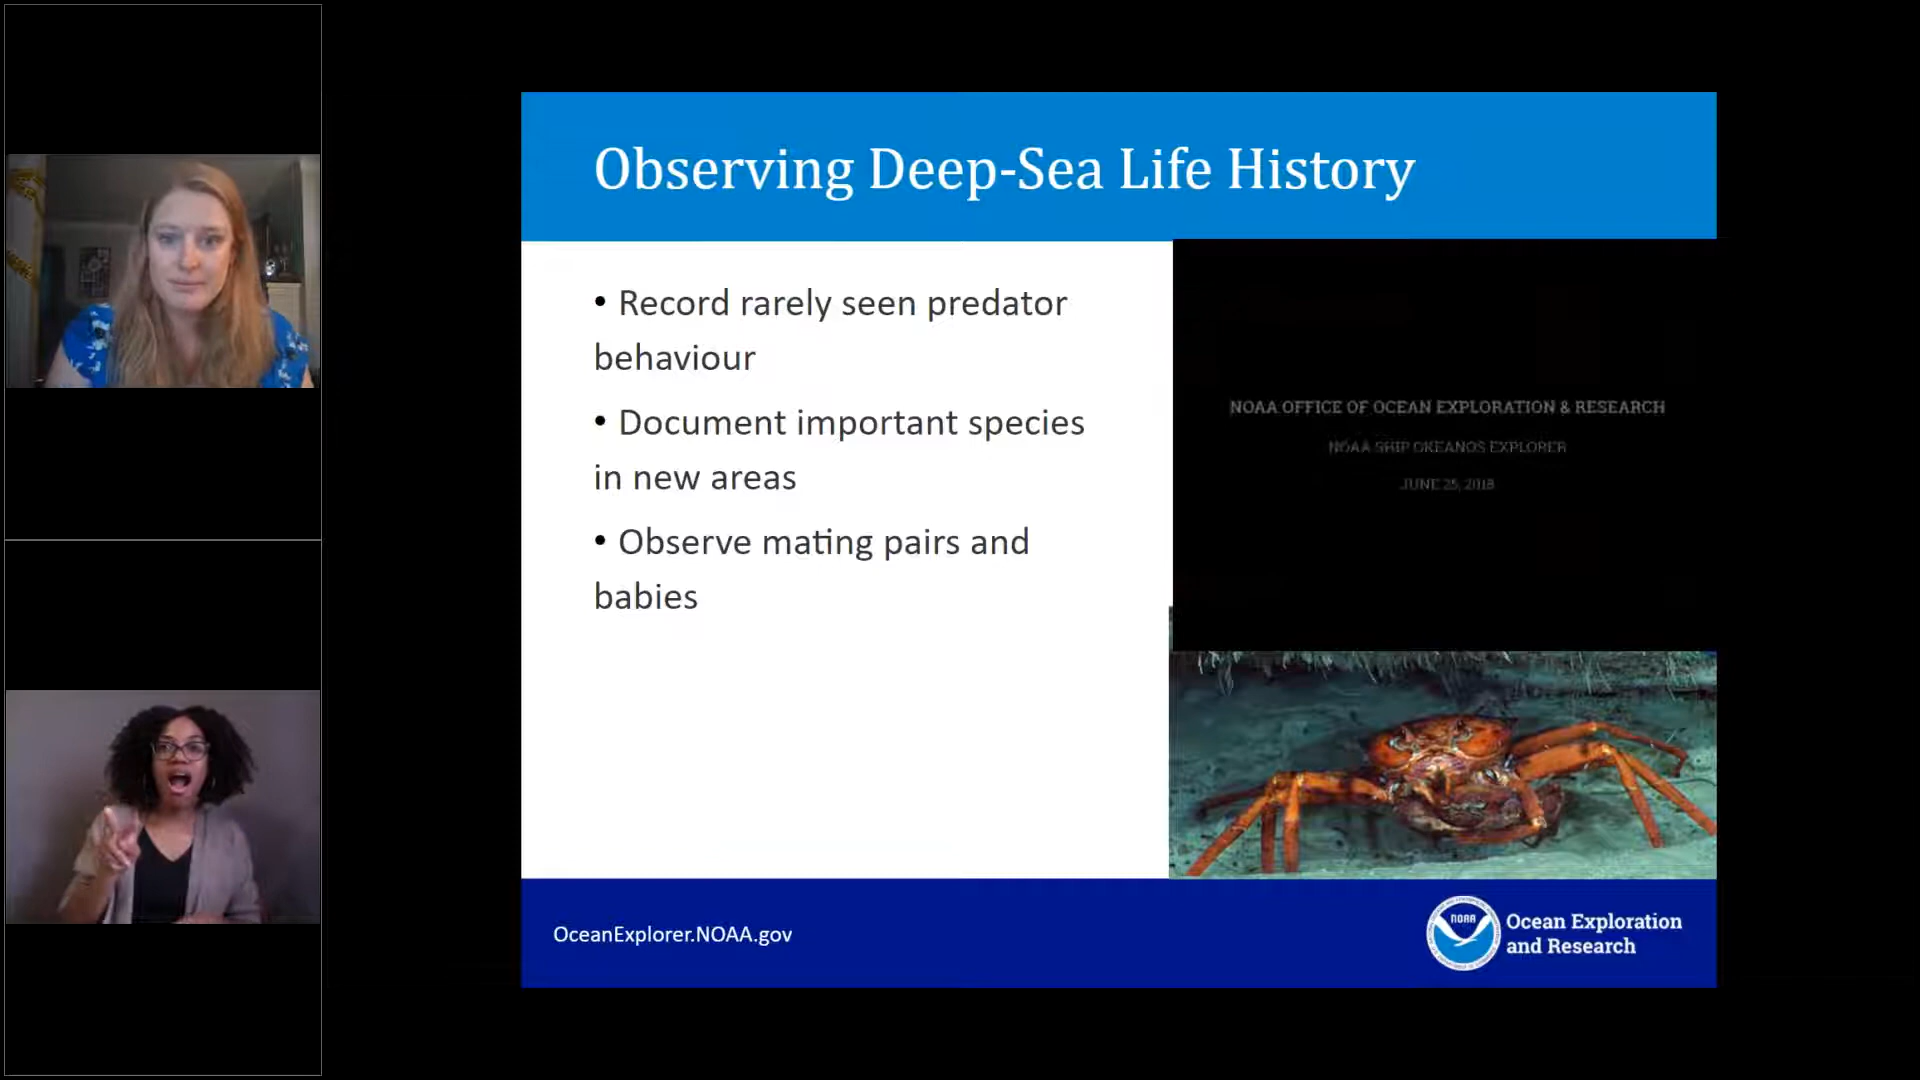 Observing Deep-Sea Life History
• Record rarely seen predator
behaviour
• Document important species
in new areas
• Observe mating pairs and
babies
NOAA OFFICE OF OCEAN EXPLORATION & RESEARCH
NOAA SHIP OKEANOS EXPLORER
JUNE 25, 2018
OceanExplorer.NOAA.gov
NOAA
Ocean Exploration
and Research